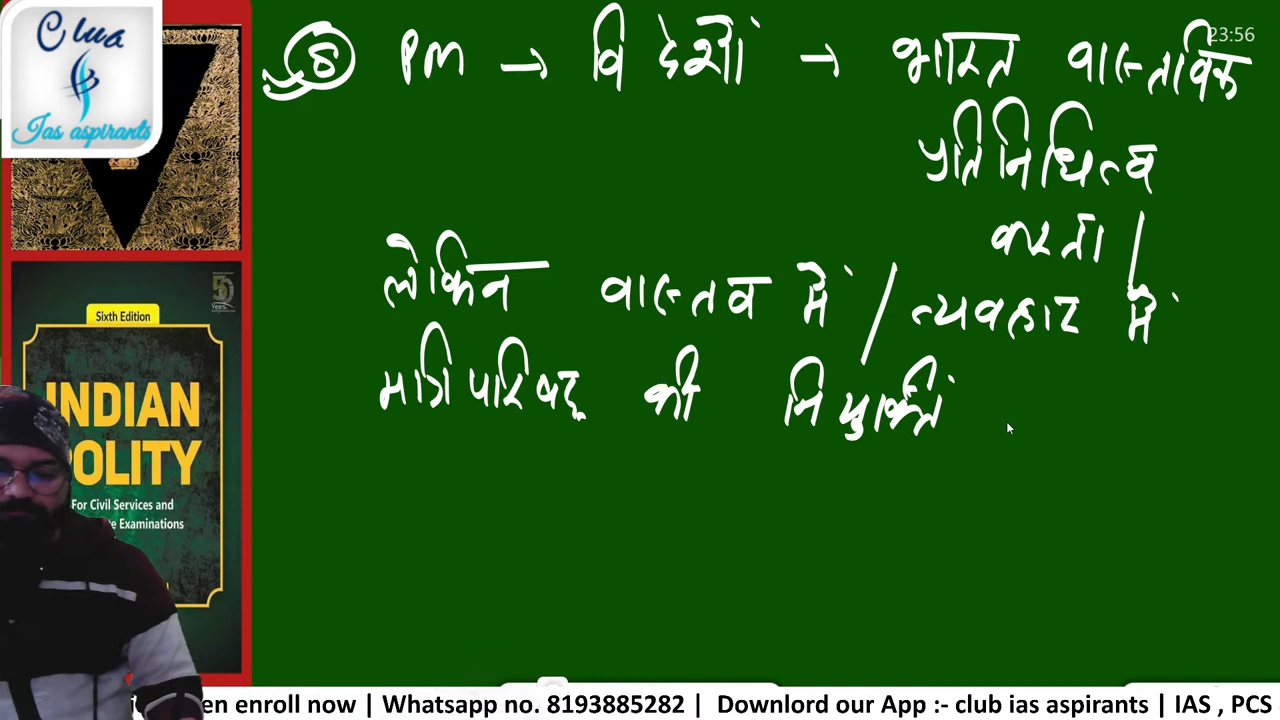 Clua
Ias aspirants
23:56
8 PM → विदेशों → भारत वास्तविक
प्रतिनिधित्व
करता /
लेकिन वास्तव में / व्यवहार में
मंत्रिपरिषद् की नियुक्ति
Sixth Edition
INDIAN
POLITY
For Civil Services and
Examinations
en enroll now | Whatsapp no. 8193885282 | Downlord our App :- club ias aspirants | IAS , PCS